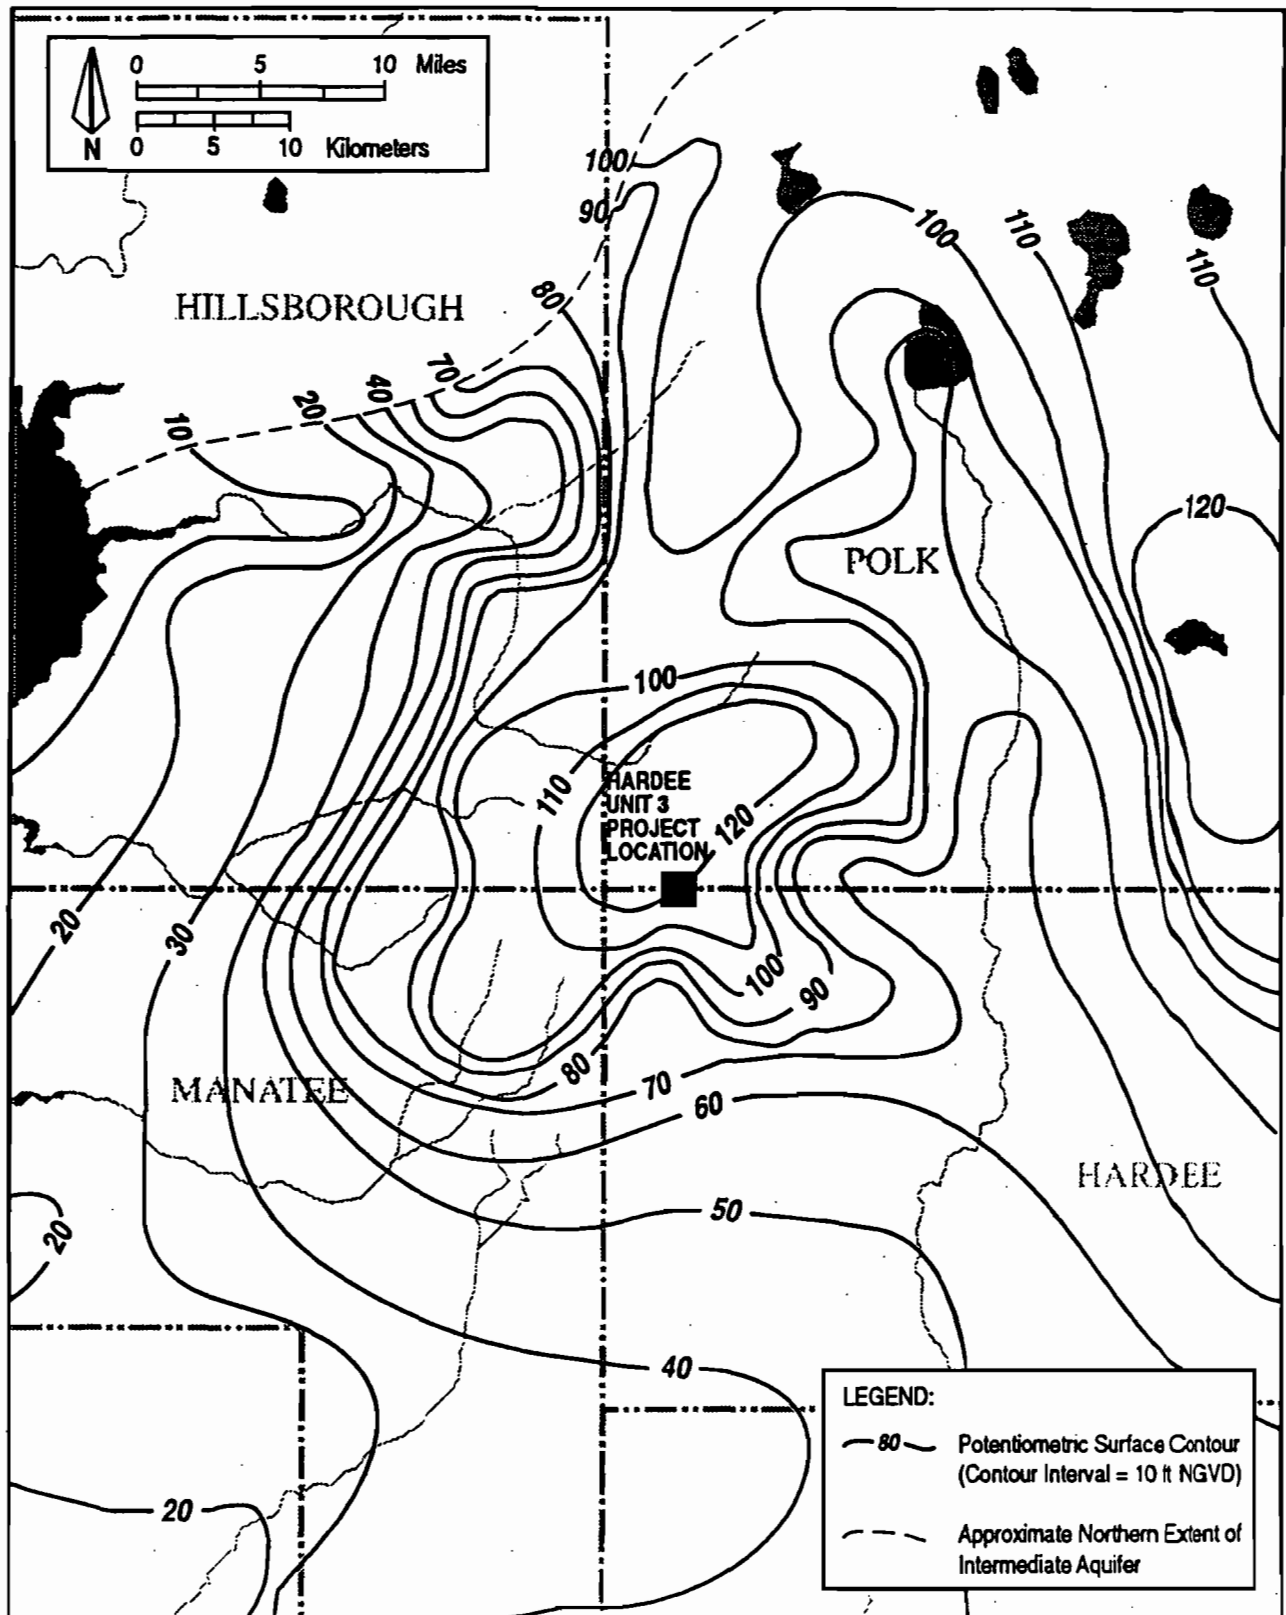 0 5 10 Miles
N 0 5 10 Kilometers
100
90
100
110
110
80
HILLSBOROUGH
70
40
20
10
120
POLK
100
110
HARDEE
UNIT 3
PROJECT
LOCATION
120
20
30
100
90
80
70
60
MANATEE
HARDEE
50
20
40
20
LEGEND:
80 Potentiometric Surface Contour
(Contour Interval = 10 ft NGVD)
Approximate Northern Extent of
Intermediate Aquifer